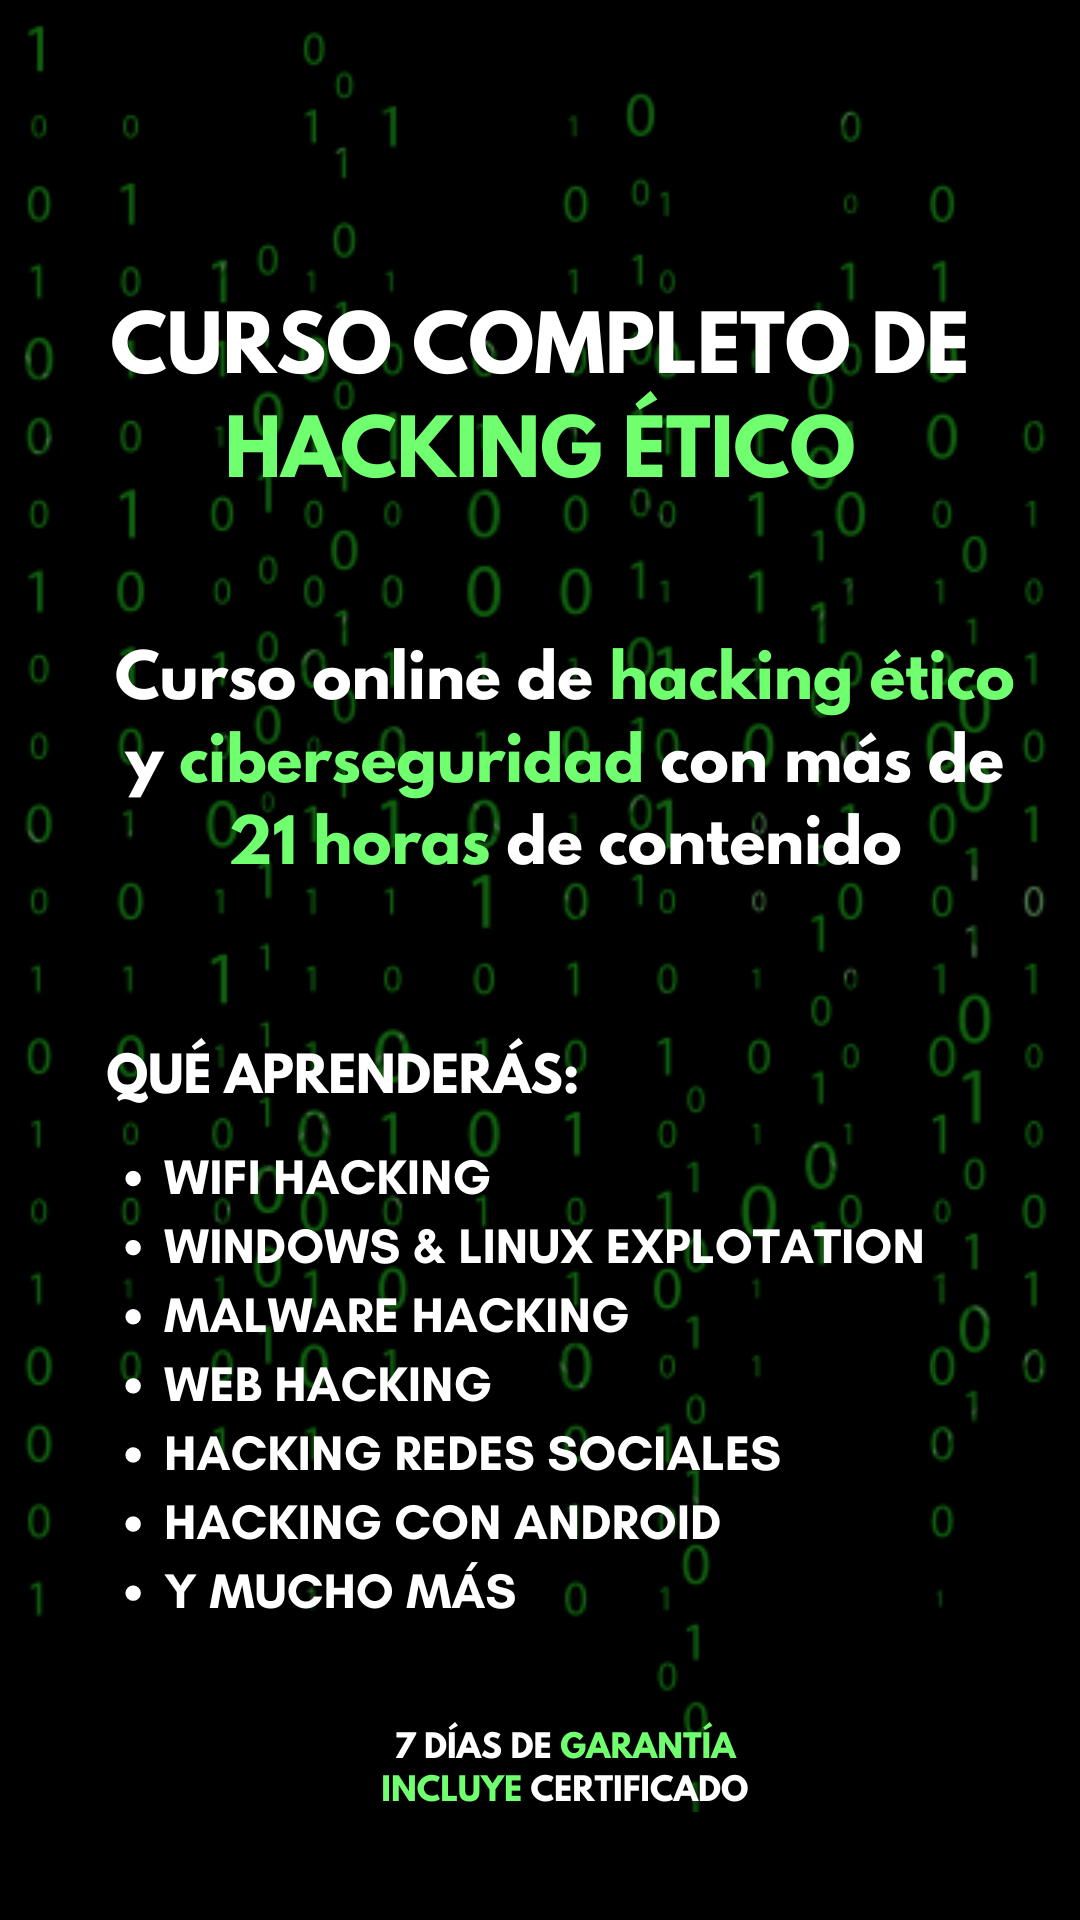 CURSO COMPLETO DE
HACKING ÉTICO
Curso online de hacking ético
y ciberseguridad con más de
21 horas de contenido
QUÉ APRENDERÁS:
• WIFI HACKING
• WINDOWS & LINUX EXPLOTATION
• MALWARE HACKING
• WEB HACKING
• HACKING REDES SOCIALES
• HACKING CON ANDROID
• Y MUCHO MÁS
7 DÍAS DE GARANTÍA
INCLUYE CERTIFICADO